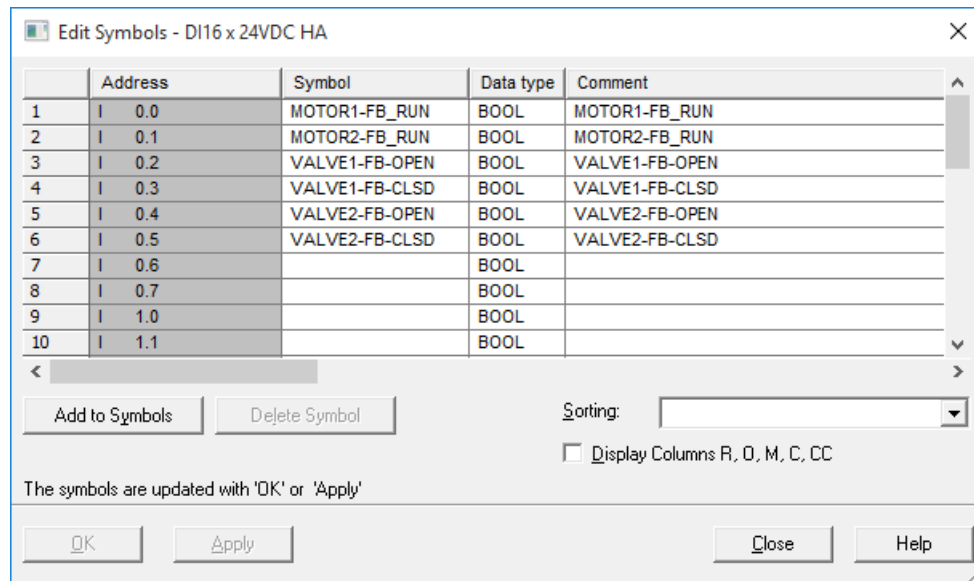 Edit Symbols - DI16 x 24VDC HA
Address Symbol Data type Comment
1 I 0.0 MOTOR1-FB_RUN BOOL MOTOR1-FB_RUN
2 I 0.1 MOTOR2-FB_RUN BOOL MOTOR2-FB_RUN
3 I 0.2 VALVE1-FB-OPEN BOOL VALVE1-FB-OPEN
4 I 0.3 VALVE1-FB-CLSD BOOL VALVE1-FB-CLSD
5 I 0.4 VALVE2-FB-OPEN BOOL VALVE2-FB-OPEN
6 I 0.5 VALVE2-FB-CLSD BOOL VALVE2-FB-CLSD
7 I 0.6 BOOL
8 I 0.7 BOOL
9 I 1.0 BOOL
10 I 1.1 BOOL
Add to Symbols Delete Symbol Sorting:
Display Columns R, O, M, C, CC
The symbols are updated with 'OK' or 'Apply'
OK Apply Close Help